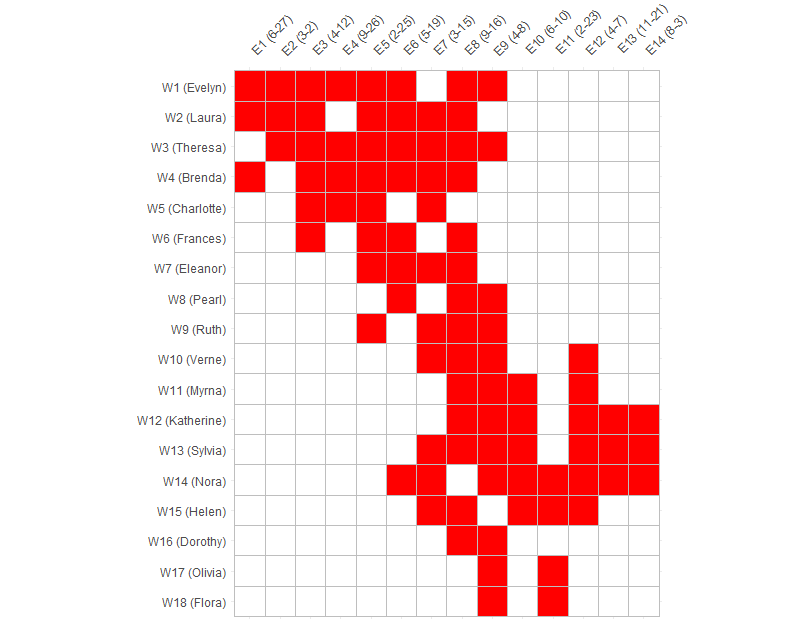 E1 (6-27)
E2 (3-2)
E3 (4-12)
E4 (9-26)
E5 (2-25)
E6 (5-19)
E7 (3-15)
E8 (9-16)
E9 (4-8)
E10 (6-10)
E11 (2-23)
E12 (4-7)
E13 (11-21)
E14 (8-3)
W1 (Evelyn)
W2 (Laura)
W3 (Theresa)
W4 (Brenda)
W5 (Charlotte)
W6 (Frances)
W7 (Eleanor)
W8 (Pearl)
W9 (Ruth)
W10 (Verne)
W11 (Myrna)
W12 (Katherine)
W13 (Sylvia)
W14 (Nora)
W15 (Helen)
W16 (Dorothy)
W17 (Olivia)
W18 (Flora)